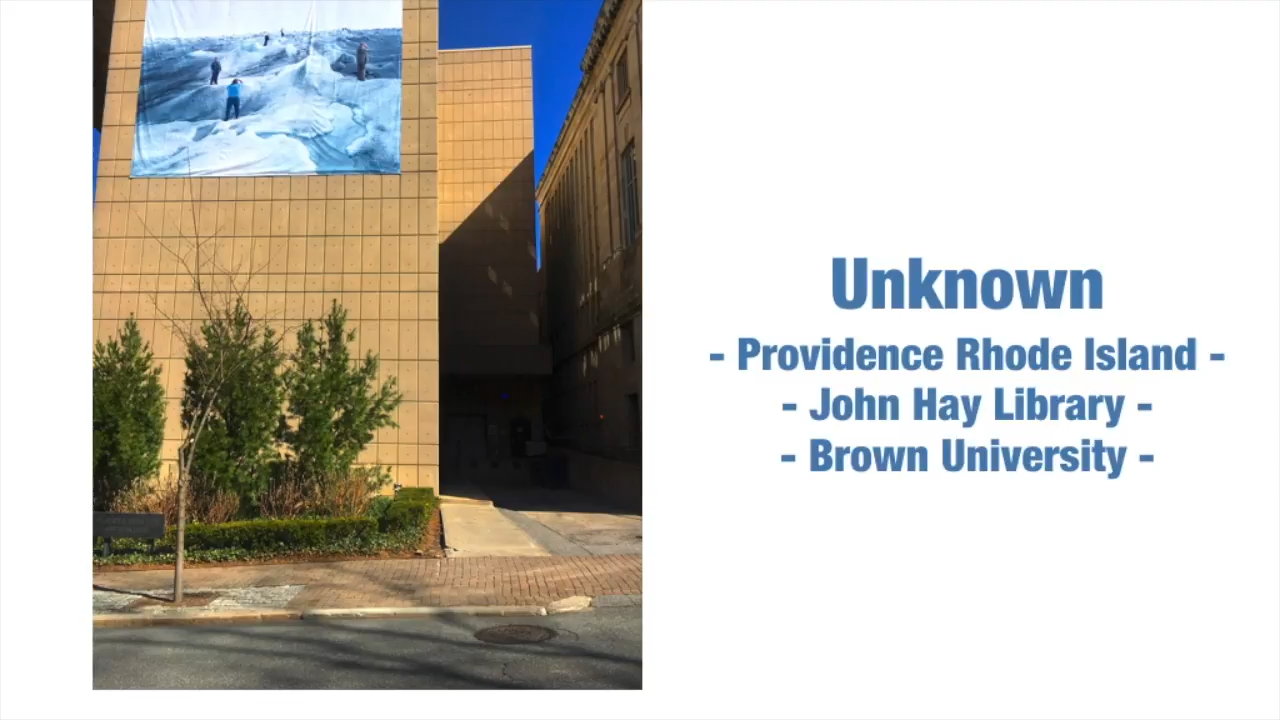 Unknown
- Providence Rhode Island -
- John Hay Library -
- Brown University -